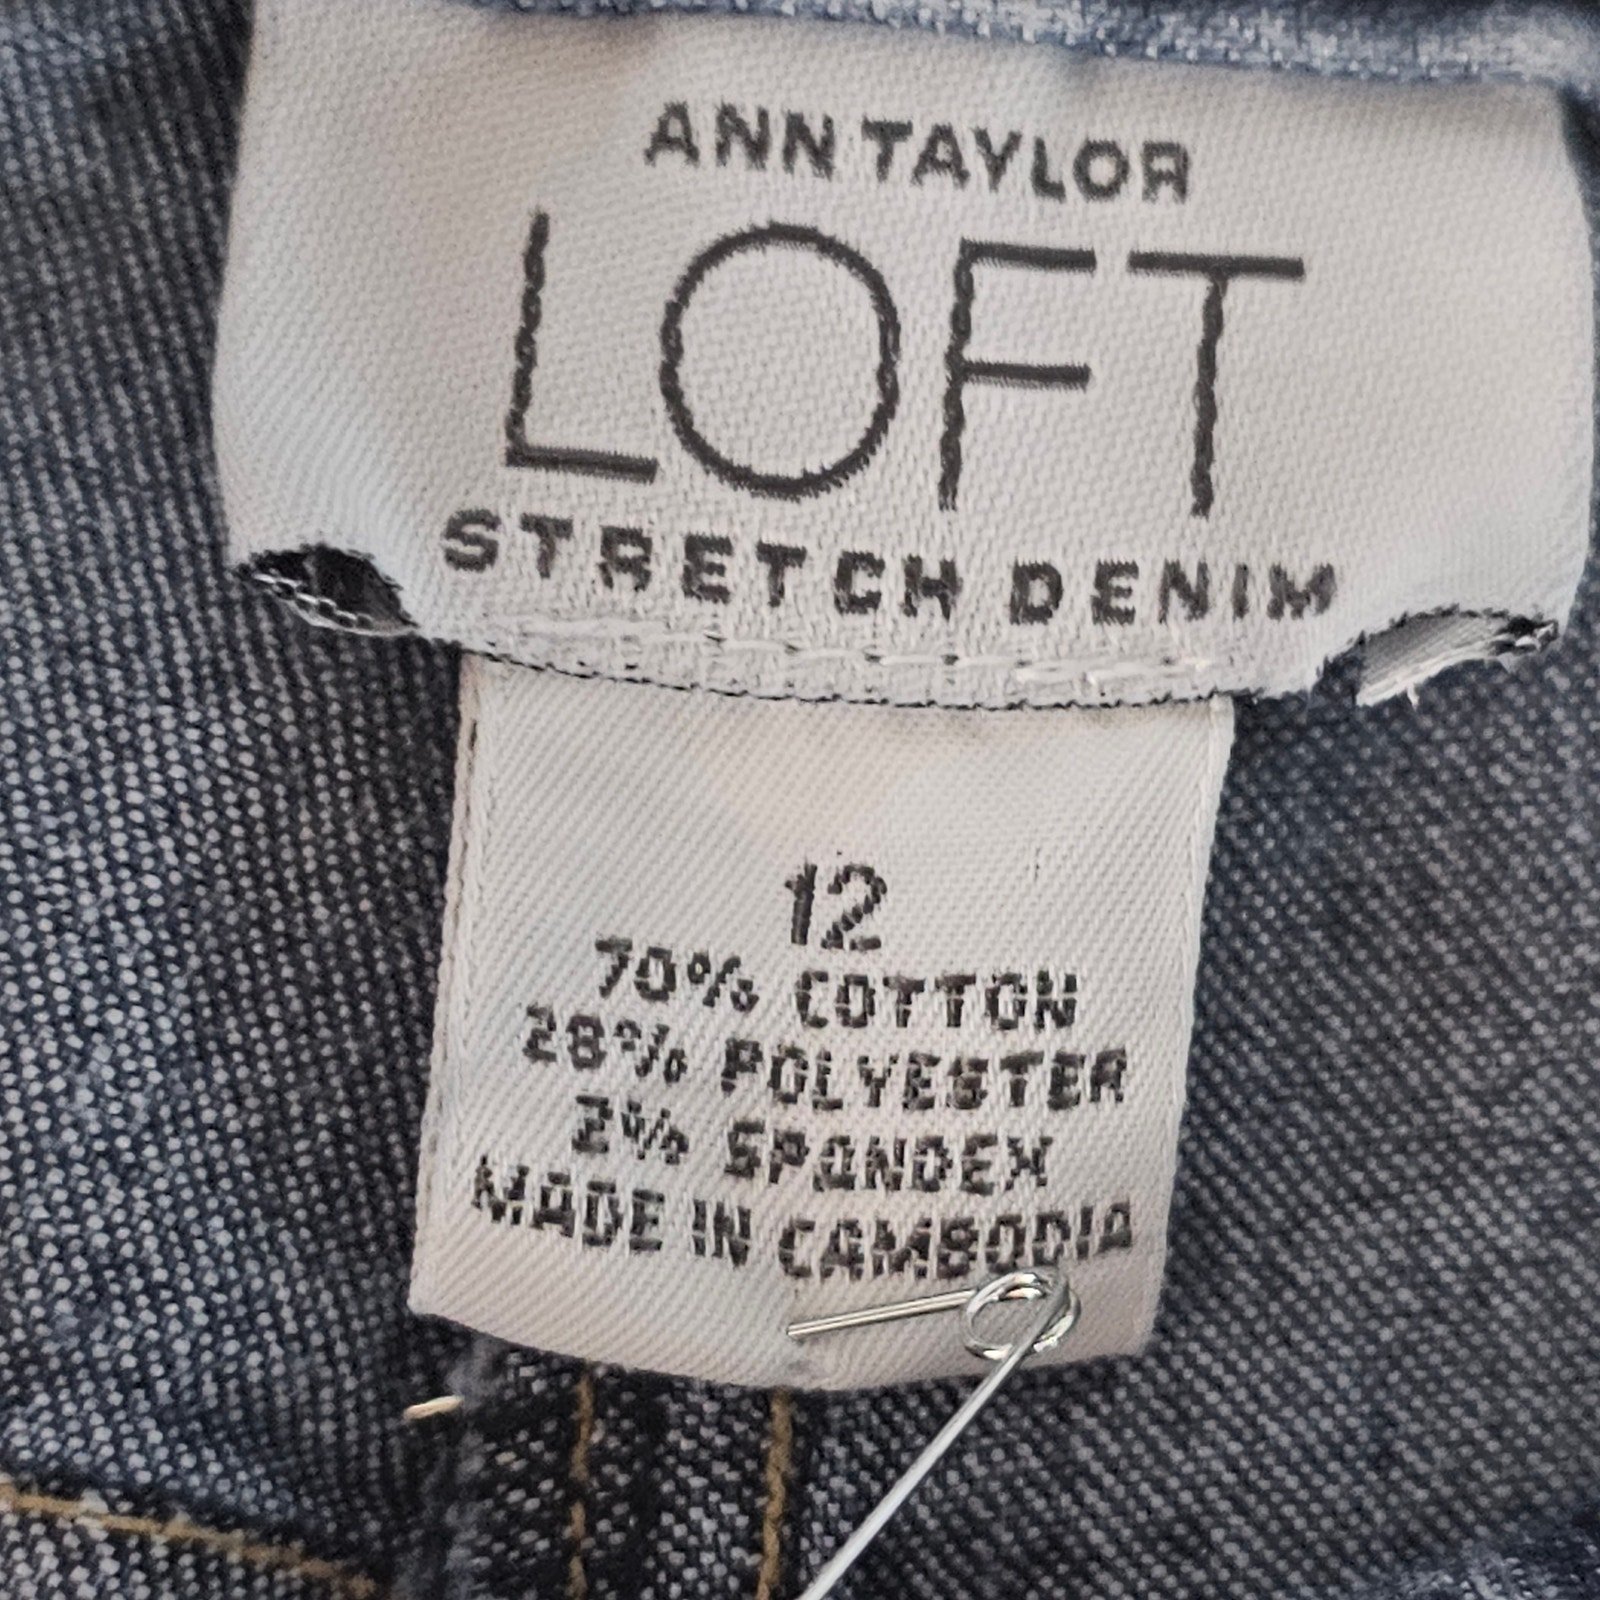 ANN TAYLOR
LOFT
STRETCH DENIM
12
70% COTTON
28% POLYESTER
2% SPANDEX
MADE IN CAMBODIA